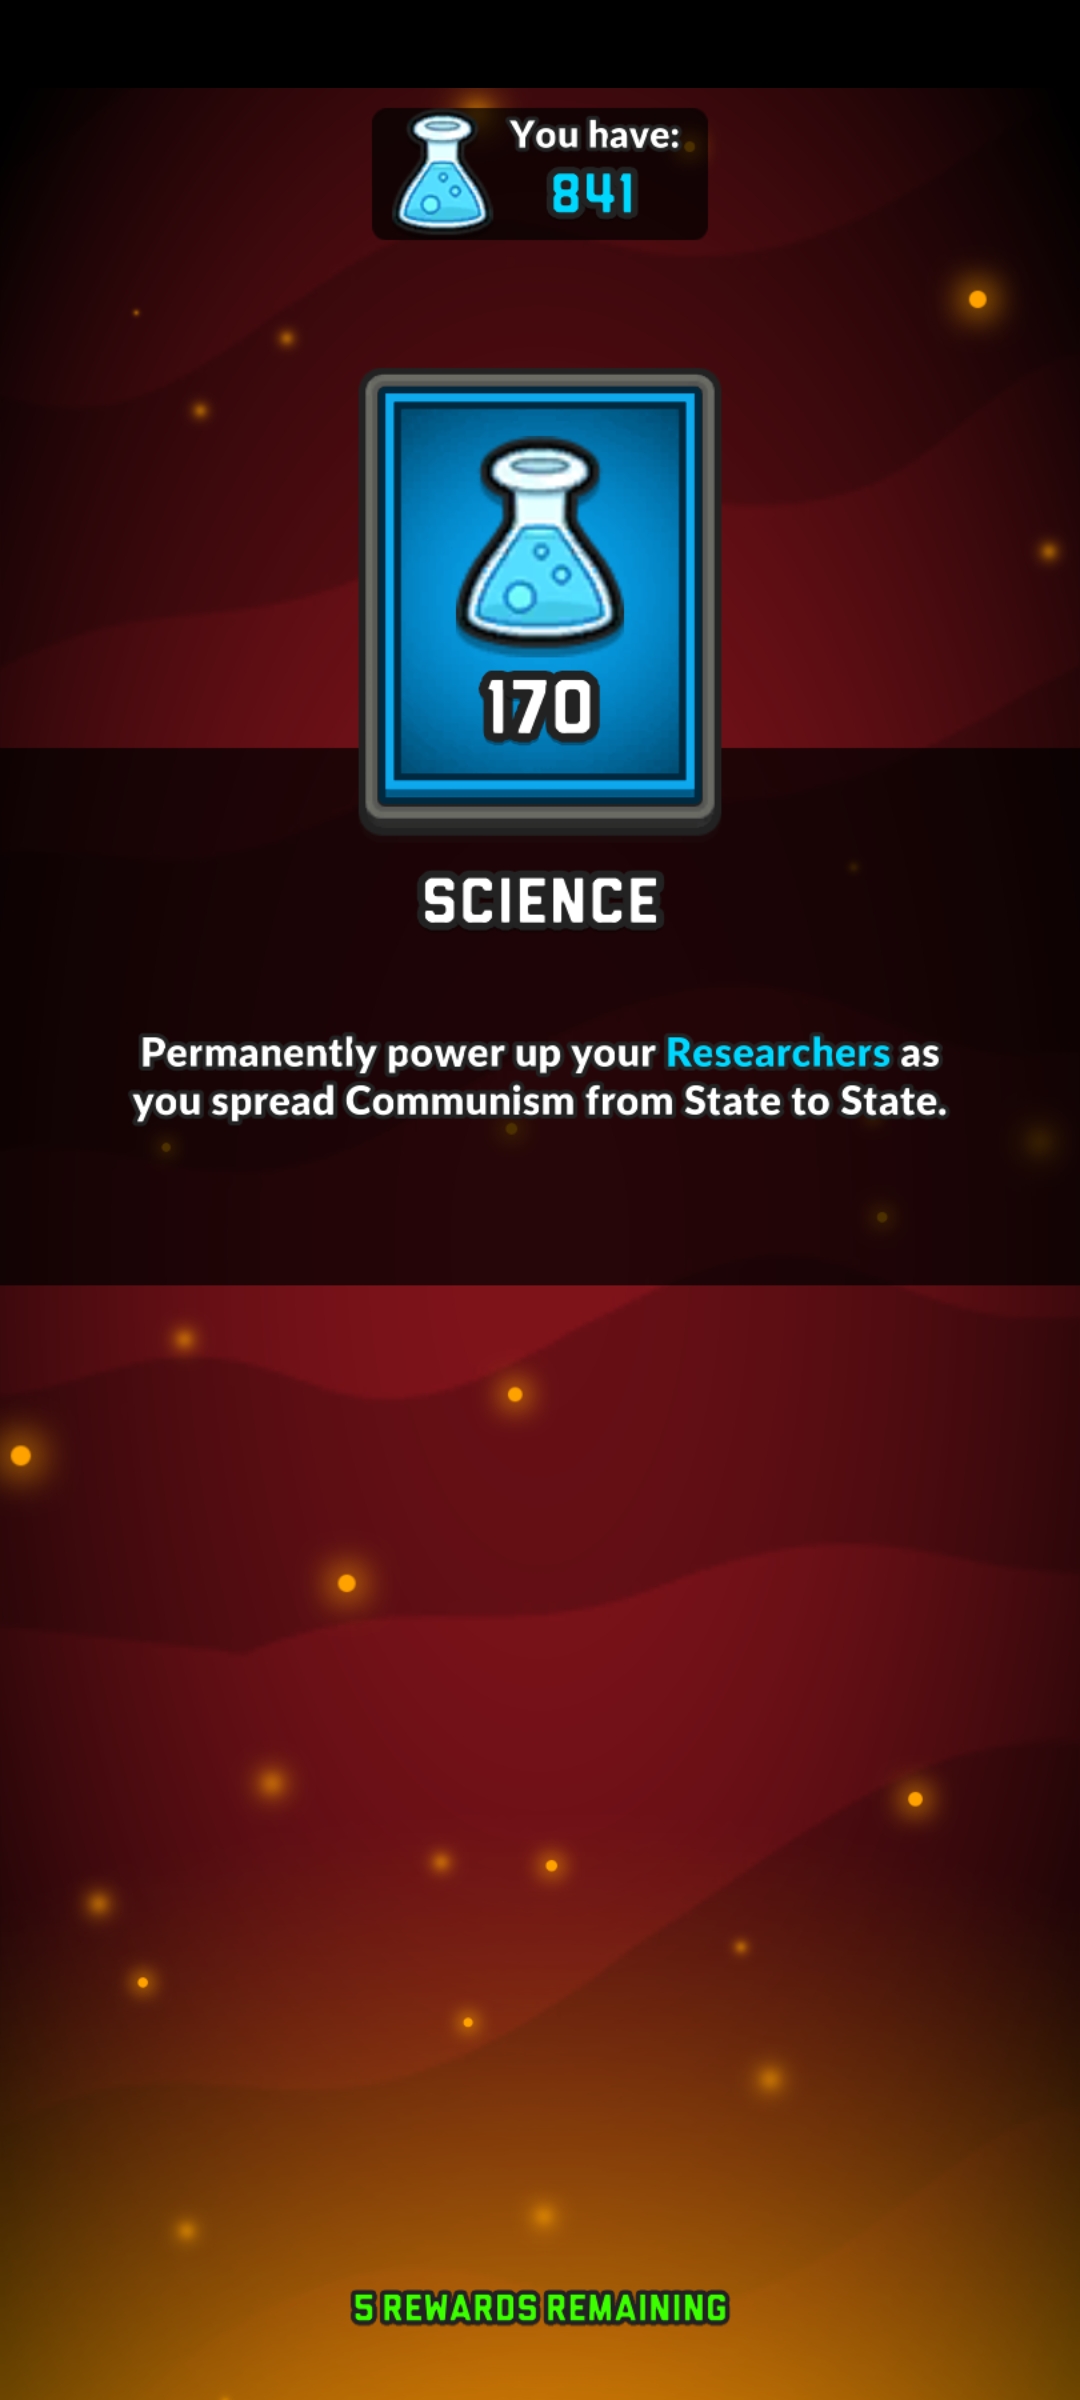 You have:
841
170
SCIENCE
Permanently power up your Researchers as
you spread Communism from State to State.
5 REWARDS REMAINING